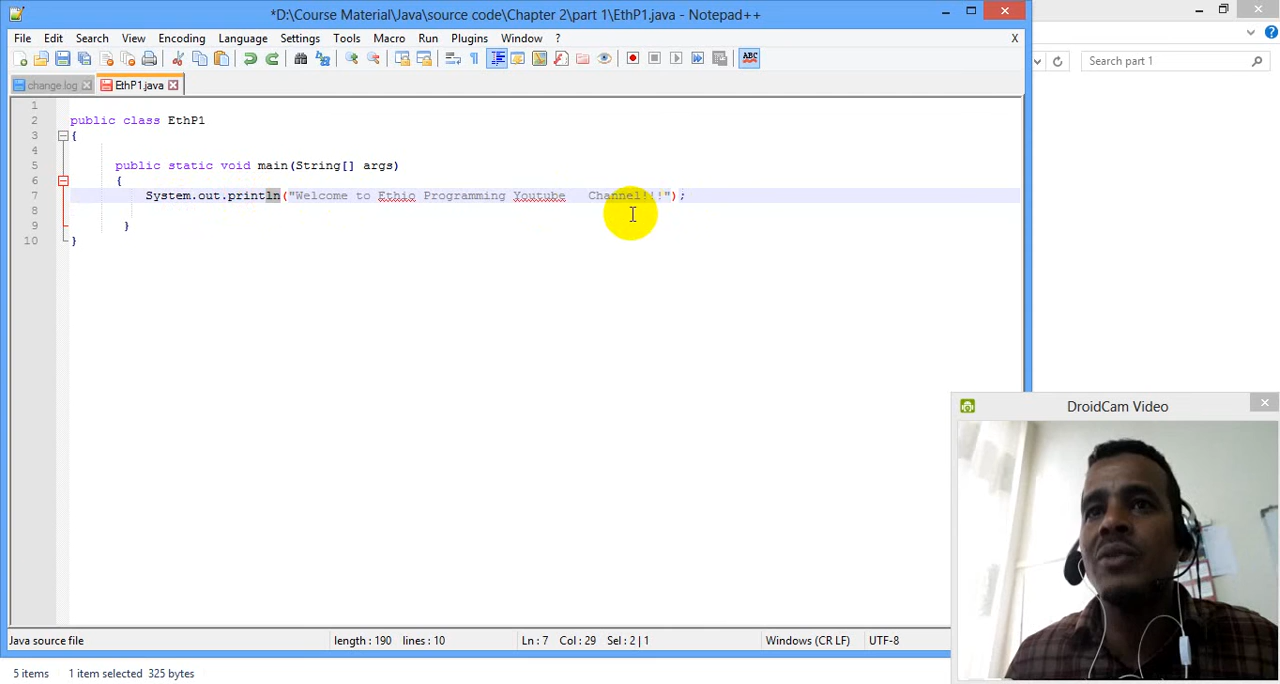 *D:\Course Material\Java\source code\Chapter 2\part 1\EthP1.java - Notepad++
File Edit Search View Encoding Language Settings Tools Macro Run Plugins Window ? X
Search part 1
change.log EthP1.java
1
2 public class EthP1
3 {
4
5 public static void main(String[] args)
6 {
7 System.out.println("Welcome to Ethio Programming Youtube   Channel!!!");
8
9 }
10 }
DroidCam Video
Java source file length : 190 lines : 10 Ln : 7 Col : 29 Sel : 2 | 1 Windows (CR LF) UTF-8
5 items 1 item selected 325 bytes